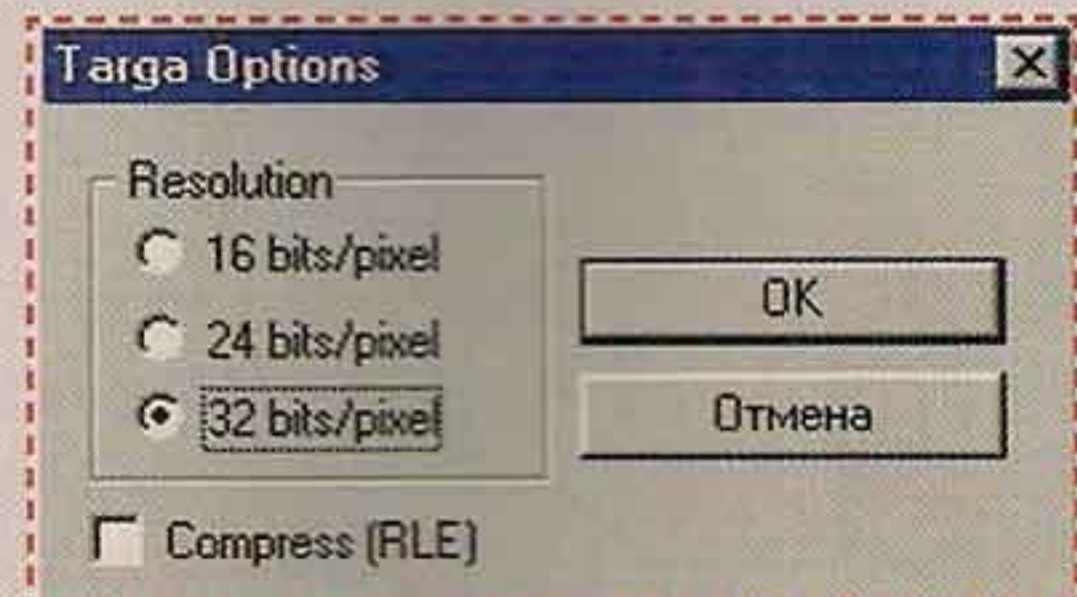 Targa Options
Resolution
16 bits/pixel
24 bits/pixel
32 bits/pixel
OK
Отмена
Compress (RLE)